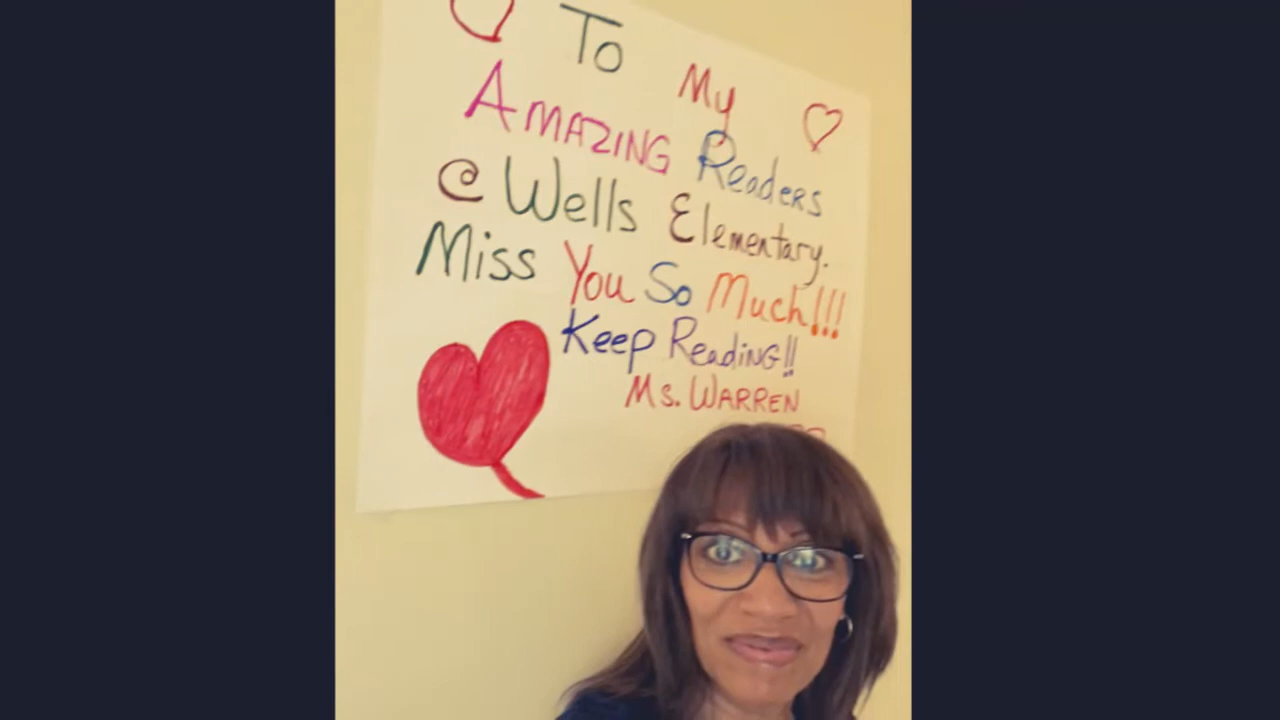 To My
Amazing Readers
@ Wells Elementary.
Miss You So Much!!!
Keep Reading!!
Ms. Warren